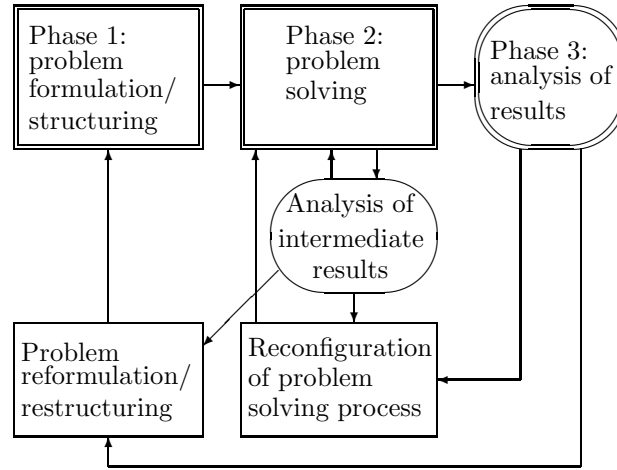 Phase 1:
problem
formulation/
structuring
Phase 2:
problem
solving
Phase 3:
analysis of
results
Analysis of
intermediate
results
Problem
reformulation/
restructuring
Reconfiguration
of problem
solving process